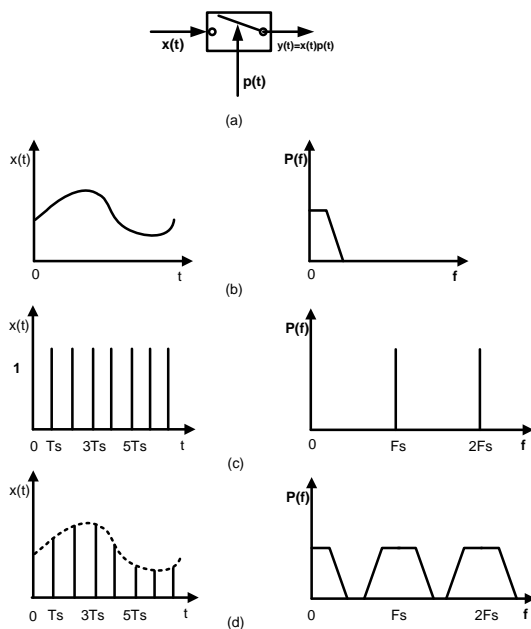 x(t) y(t)=x(t)p(t)
p(t)
(a)
x(t) P(f)
0 t 0 f
(b)
x(t) P(f)
1
0 Ts 3Ts 5Ts t 0 Fs 2Fs f
(c)
x(t) P(f)
0 Ts 3Ts 5Ts t 0 Fs 2Fs f
(d)